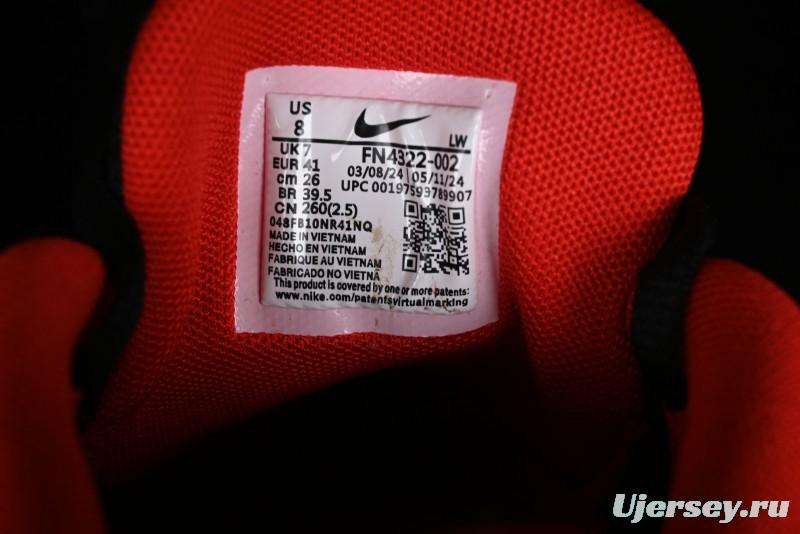 US
8
LW
UK 7
FN4322-002
EUR 41
03/08/24 | 05/11/24
cm 26
UPC 00197593789907
BR 39.5
CN 260(2.5)
048FB10NR41NQ
MADE IN VIETNAM
HECHO EN VIETNAM
FABRIQUE AU VIETNAM
FABRICADO NO VIETNÃ
This product is covered by one or more patents:
www.nike.com/patentsvirtualmarking
Ujersey.ru